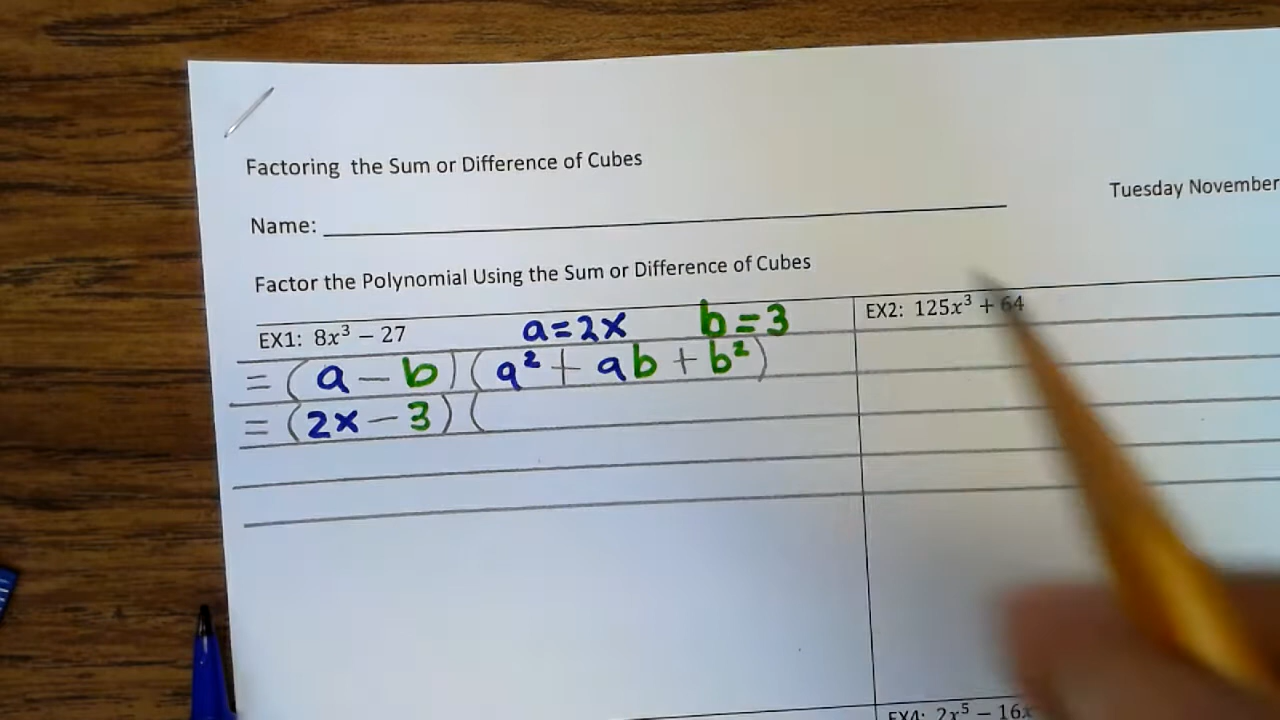 Factoring the Sum or Difference of Cubes
Tuesday November
Name:
Factor the Polynomial Using the Sum or Difference of Cubes
EX1: 8x³ − 27 a=2x b=3
= (a − b)(a² + ab + b²)
= (2x − 3)(
EX2: 125x³ + 64
EX4: 2x⁵ − 16x